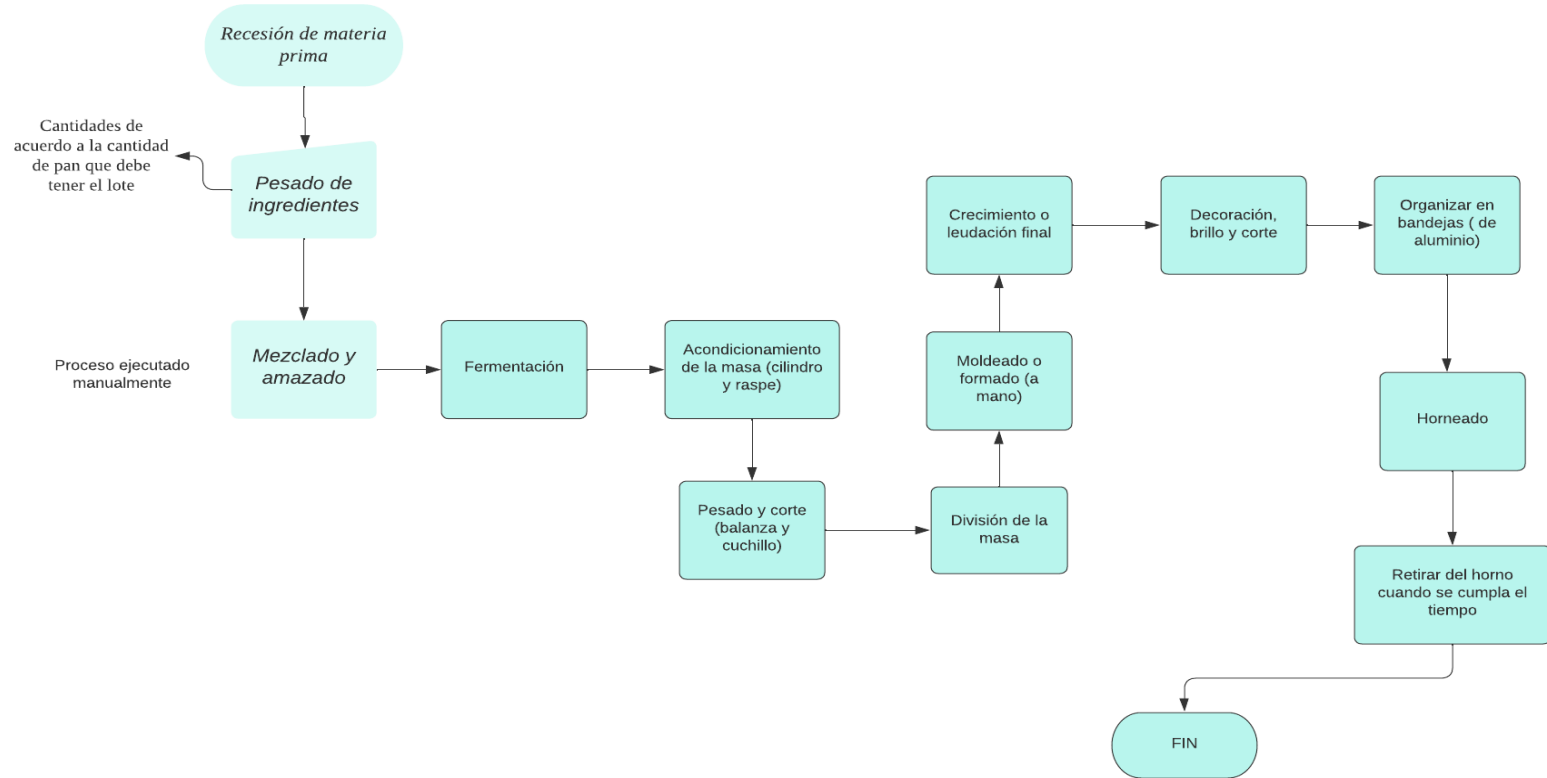 Recesión de materia
prima
Cantidades de
acuerdo a la cantidad
de pan que debe
tener el lote
Pesado de
ingredientes
Proceso ejecutado
manualmente
Mezclado y
amazado
Fermentación
Acondicionamiento
de la masa (cilindro
y raspe)
Pesado y corte
(balanza y
cuchillo)
División de la
masa
Moldeado o
formado (a
mano)
Crecimiento o
leudación final
Decoración,
brillo y corte
Organizar en
bandejas ( de
aluminio)
Horneado
Retirar del horno
cuando se cumpla el
tiempo
FIN